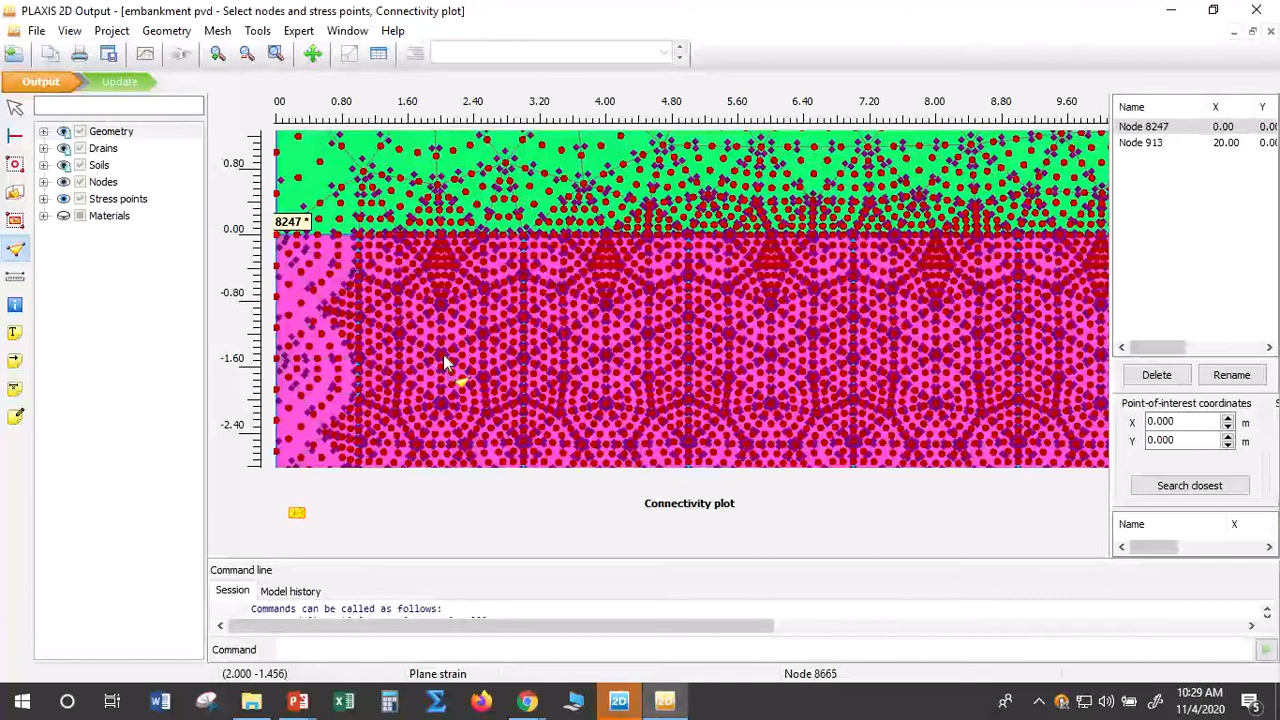 PLAXIS 2D Output - [embankment pvd - Select nodes and stress points, Connectivity plot]
File View Project Geometry Mesh Tools Expert Window Help
Output Update
00 0.80 1.60 2.40 3.20 4.00 4.80 5.60 6.40 7.20 8.00 8.80 9.60
Geometry
Drains
Soils
Nodes
Stress points
Materials
0.80
8247 *
0.00
-0.80
-1.60
-2.40
Connectivity plot
Name X Y
Node 8247 0.00 0.0
Node 913 20.00 0.0
Delete Rename
Point-of-interest coordinates
X 0.000 m
Y 0.000 m
Search closest
Name X
Command line
Session Model history
Commands can be called as follows:
Command
(2.000 -1.456) Plane strain Node 8665
10:29 AM
11/4/2020
5